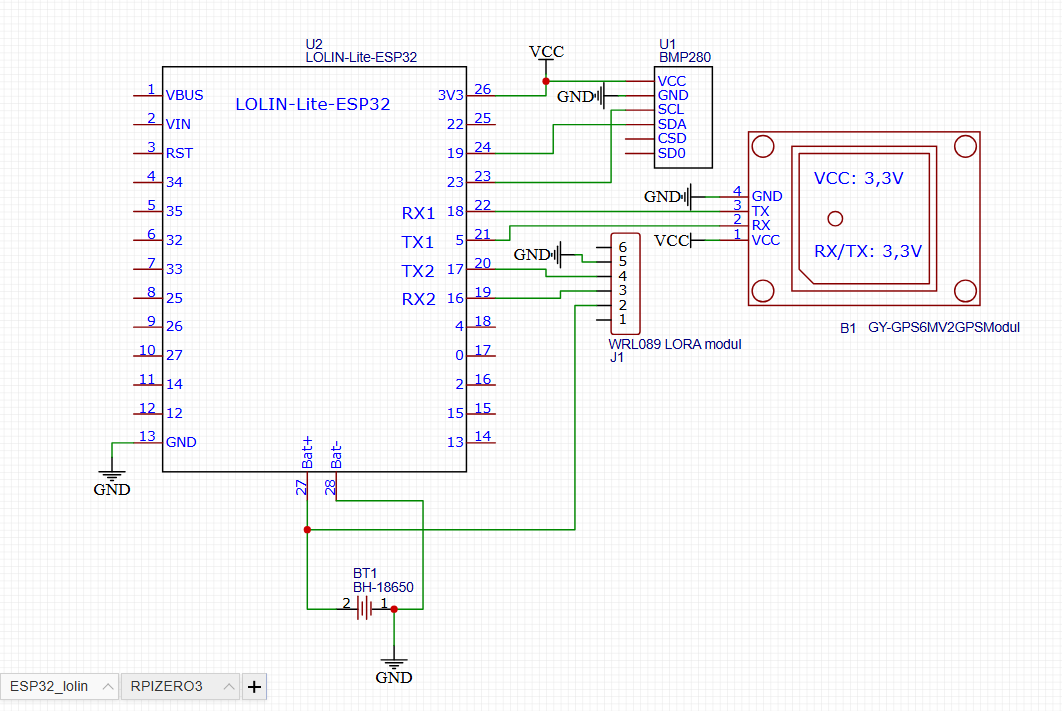 U2
LOLIN-Lite-ESP32
LOLIN-Lite-ESP32
1 VBUS
2 VIN
3 RST
4 34
5 35
6 32
7 33
8 25
9 26
10 27
11 14
12 12
13 GND
GND
3V3 26
22 25
19 24
23 23
RX1 18 22
TX1 5 21
TX2 17 20
RX2 16 19
4 18
0 17
2 16
15 15
13 14
Bat+
Bat-
27
28
VCC
GND
U1
BMP280
VCC
GND
SCL
SDA
CSD
SD0
GND
VCC
4 GND
3 TX
2 RX
1 VCC
VCC: 3,3V
RX/TX: 3,3V
B1 GY-GPS6MV2GPSModul
GND
6
5
4
3
2
1
WRL089 LORA modul
J1
BT1
BH-18650
2 1
GND
ESP32_lolin
RPIZERO3
+